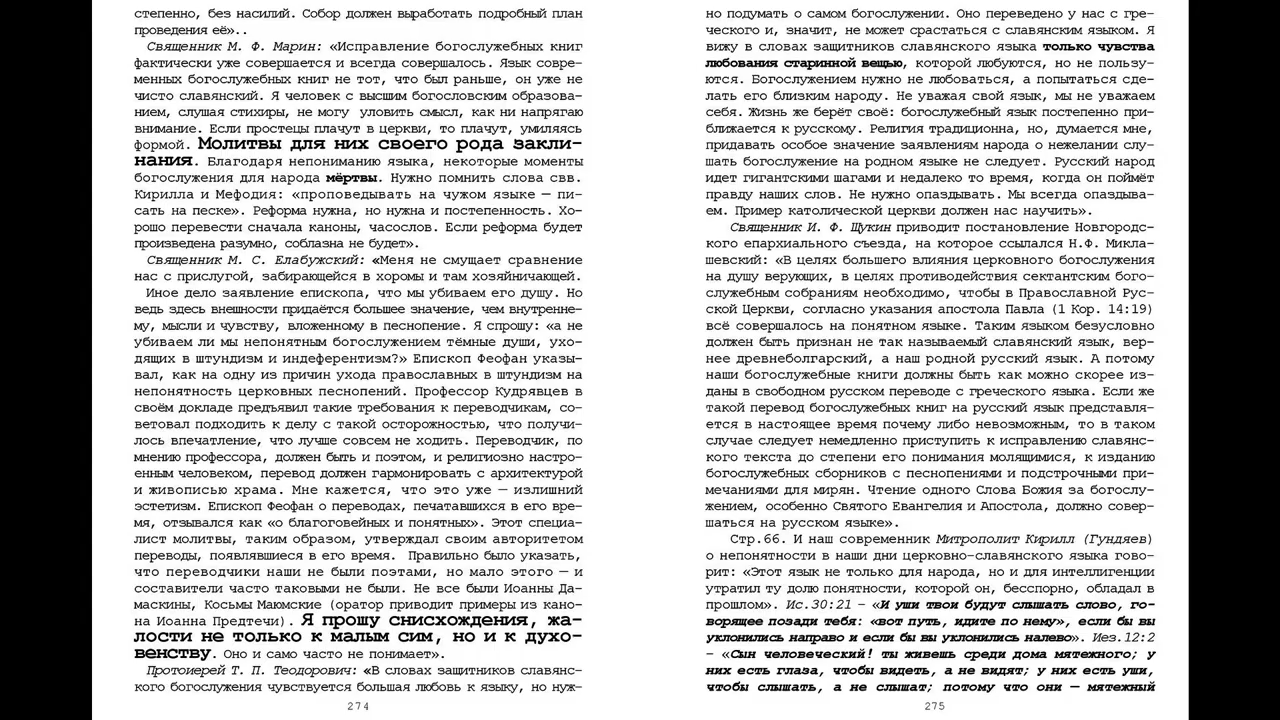 степенно, без насилий. Собор должен выработать подробный план
проведения её»..
Священник М. Ф. Марин: «Исправление богослужебных книг
фактически уже совершается и всегда совершалось. Язык совре-
менных богослужебных книг не тот, что был раньше, он уже не
чисто славянский. Я человек с высшим богословским образова-
нием, слушая стихиры, не могу уловить смысл, как ни напрягаю
внимание. Если простецы плачут в церкви, то плачут, умиляясь
формой. Молитвы для них своего рода закли-
нания. Благодаря непониманию языка, некоторые моменты
богослужения для народа мёртвы. Нужно помнить слова свв.
Кирилла и Мефодия: «проповедывать на чужом языке — пи-
сать на песке». Реформа нужна, но нужна и постепенность. Хо-
рошо перевести сначала каноны, часослов. Если реформа будет
произведена разумно, соблазна не будет».
Священник М. С. Елабужский: «Меня не смущает сравнение
нас с прислугой, забирающейся в хоромы и там хозяйничающей.
Иное дело заявление епископа, что мы убиваем его душу. Но
ведь здесь внешности придаётся большее значение, чем внутренне-
му, мысли и чувству, вложенному в песнопение. Я спрошу: «а не
убиваем ли мы непонятным богослужением тёмные души, ухо-
дящих в штундизм и индеферентизм?» Епископ Феофан указы-
вал, как на одну из причин ухода православных в штундизм на
непонятность церковных песнопений. Профессор Кудрявцев в
своём докладе предъявил такие требования к переводчикам, со-
ветовал подходить к делу с такой осторожностью, что получи-
лось впечатление, что лучше совсем не ходить. Переводчик, по
мнению профессора, должен быть и поэтом, и религиозно настро-
енным человеком, перевод должен гармонировать с архитектурой
и живописью храма. Мне кажется, что это уже — излишний
эстетизм. Епископ Феофан о переводах, печатавшихся в его вре-
мя, отзывался как «о благоговейных и понятных». Этот специа-
лист молитвы, таким образом, утверждал своим авторитетом
переводы, появлявшиеся в его время. Правильно было указать,
что переводчики наши не были поэтами, но мало этого — и
составители часто таковыми не были. Не все были Иоанны Да-
маскины, Косьмы Маюмские (оратор приводит примеры из кано-
на Иоанна Предтечи). Я прошу снисхождения, жа-
лости не только к малым сим, но и к духо-
венству. Оно и само часто не понимает».
Протоиерей Т. П. Теодорович: «В словах защитников славянс-
кого богослужения чувствуется большая любовь к языку, но нуж-
274
но подумать о самом богослужении. Оно переведено у нас с гре-
ческого и, значит, не может срастаться с славянским языком. Я
вижу в словах защитников славянского языка только чувства
любования старинной вещью, которой любуются, но не пользу-
ются. Богослужением нужно не любоваться, а попытаться сде-
лать его близким народу. Не уважая свой язык, мы не уважаем
себя. Жизнь же берёт своё: богослужебный язык постепенно при-
ближается к русскому. Религия традиционна, но, думается мне,
придавать особое значение заявлениям народа о нежелании слу-
шать богослужение на родном языке не следует. Русский народ
идет гигантскими шагами и недалеко то время, когда он поймёт
правду наших слов. Не нужно опаздывать. Мы всегда опаздыва-
ем. Пример католической церкви должен нас научить».
Священник И. Ф. Щукин приводит постановление Новгородс-
кого епархиального съезда, на которое ссылался Н.Ф. Микла-
шевский: «В целях большего влияния церковного богослужения
на душу верующих, в целях противодействия сектантским бого-
служебным собраниям необходимо, чтобы в Православной Рус-
ской Церкви, согласно указания апостола Павла (1 Кор. 14:19)
всё совершалось на понятном языке. Таким языком безусловно
должен быть признан не так называемый славянский язык, вер-
нее древнеболгарский, а наш родной русский язык. А потому
наши богослужебные книги должны быть как можно скорее из-
даны в свободном русском переводе с греческого языка. Если же
такой перевод богослужебных книг на русский язык представля-
ется в настоящее время почему либо невозможным, то в таком
случае следует немедленно приступить к исправлению славянс-
кого текста до степени его понимания молящимися, к изданию
богослужебных сборников с песнопениями и подстрочными при-
мечаниями для мирян. Чтение одного Слова Божия за богослу-
жением, особенно Святого Евангелия и Апостола, должно совер-
шаться на русском языке».
Стр.66. И наш современник Митрополит Кирилл (Гундяев)
о непонятности в наши дни церковно-славянского языка гово-
рит: «Этот язык не только для народа, но и для интеллигенции
утратил ту долю понятности, которой он, бесспорно, обладал в
прошлом». Ис.30:21 – «И уши твои будут слышать слово, го-
ворящее позади тебя: «вот путь, идите по нему», если бы вы
уклонились направо и если бы вы уклонились налево». Иез.12:2
– «Сын человеческий! ты живешь среди дома мятежного; у
них есть глаза, чтобы видеть, а не видят; у них есть уши,
чтобы слышать, а не слышат; потому что они — мятежный
275